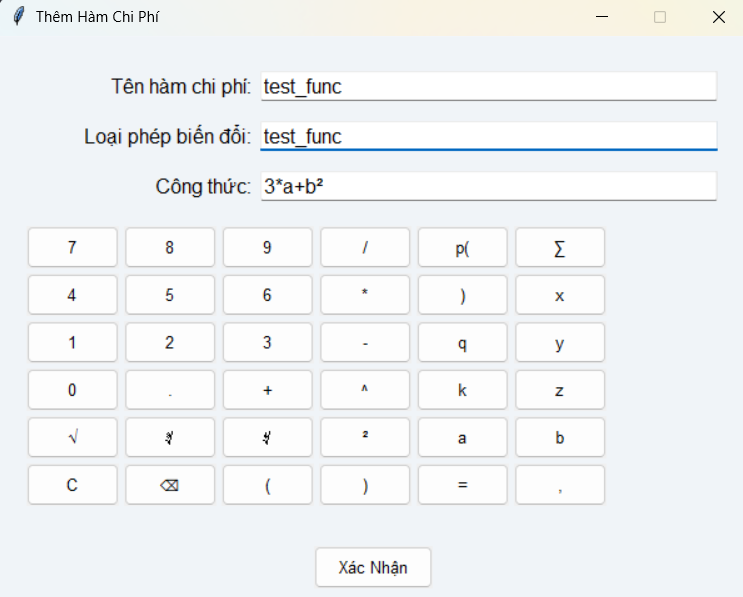 Thêm Hàm Chi Phí
Tên hàm chi phí: test_func
Loại phép biến đổi: test_func
Công thức: 3*a+b²
7 8 9 / p( ∑
4 5 6 * ) x
1 2 3 - q y
0 . + ^ k z
√ ∛ ∜ ² a b
C ⌫ ( ) = ,
Xác Nhận